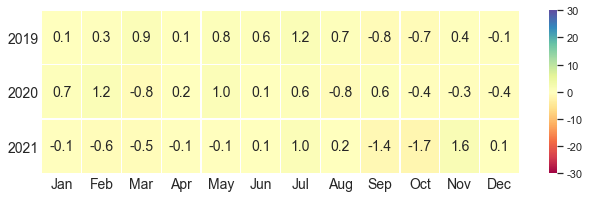 2019 0.1 0.3 0.9 0.1 0.8 0.6 1.2 0.7 -0.8 -0.7 0.4 -0.1
2020 0.7 1.2 -0.8 0.2 1.0 0.1 0.6 -0.8 0.6 -0.4 -0.3 -0.4
2021 -0.1 -0.6 -0.5 -0.1 -0.1 0.1 1.0 0.2 -1.4 -1.7 1.6 0.1
Jan Feb Mar Apr May Jun Jul Aug Sep Oct Nov Dec
30
20
10
0
-10
-20
-30